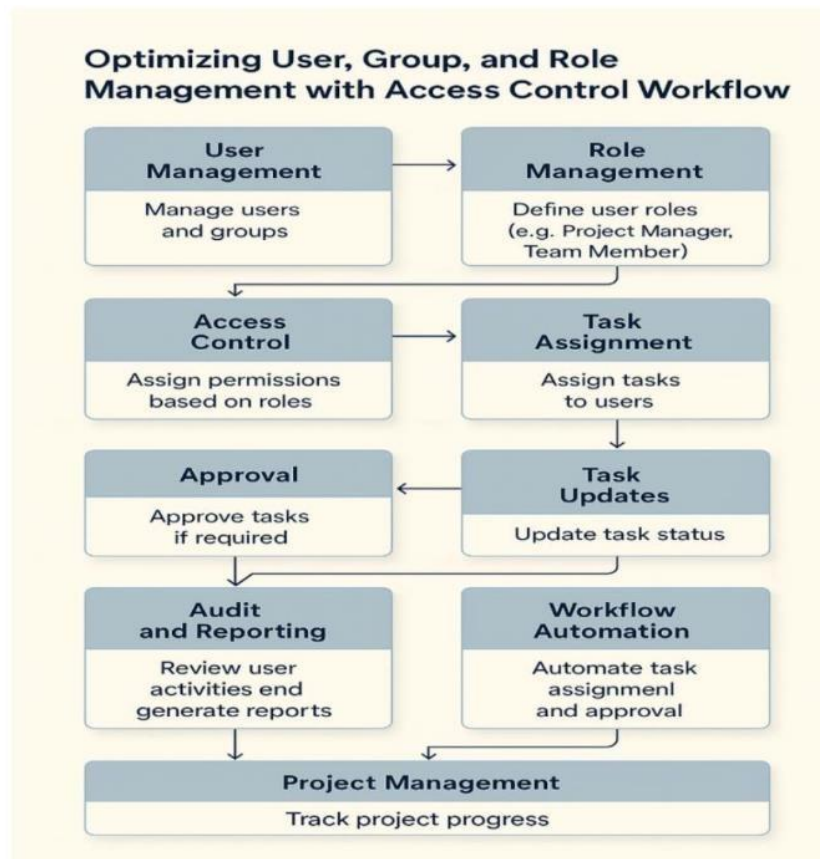 Optimizing User, Group, and Role
Management with Access Control Workflow
User
Management
Manage users
and groups
Role
Management
Define user roles
(e.g. Project Manager,
Team Member)
Access
Control
Assign permissions
based on roles
Task
Assignment
Assign tasks
to users
Approval
Approve tasks
if required
Task
Updates
Update task status
Audit
and Reporting
Review user
activities end
generate reports
Workflow
Automation
Automate task
assignmenl
and approval
Project Management
Track project progress